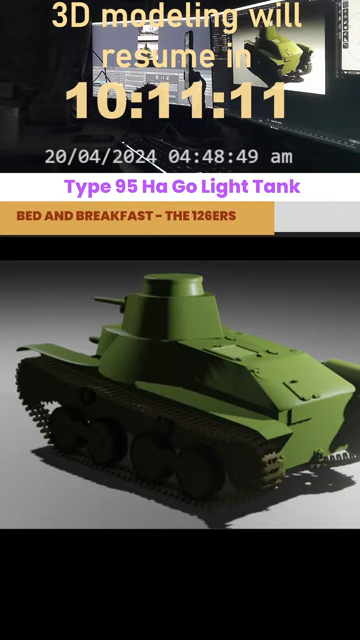 3D modeling will
resume in
10:11:11
20/04/2024 04:48:49 am
Type 95 Ha Go Light Tank
BED AND BREAKFAST - THE 126ERS